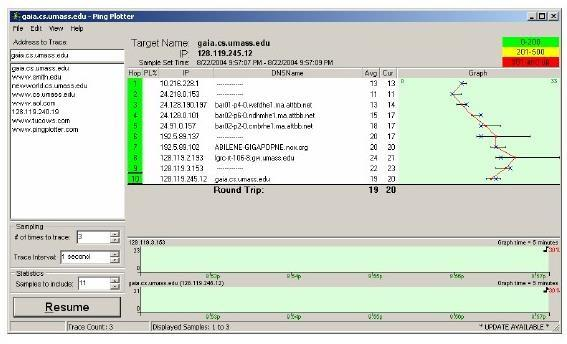 gaia.cs.umass.edu - Ping Plotter
File Edit View Help
Address to Trace:
gaia.cs.umass.edu
gaia.cs.umass.edu
www.smith.edu
newworld.cs.umass.edu
www.cs.umass.edu
www.aol.com
128.119.240.19
www.tucows.com
www.pingplotter.com
Sampling
# of times to trace: 3
Trace Interval: 1 second
Statistics
Samples to include: 11
Resume
Target Name: gaia.cs.umass.edu
IP: 128.119.245.12
Sample Set Time: 8/22/2004 9:57:07 PM - 8/22/2004 9:57:09 PM
0-200
201-500
501 and up
Hop PL% IP DNSName Avg Cur Graph
0 33
1 10.216.228.1 ------------- 13 13
2 24.218.0.153 ------------- 11 11
3 24.128.190.197 bar01-p4-0.wsfdhe1.ma.attbb.net 13 14
4 24.128.0.101 bar02-p6-0.ndhmhe1.ma.attbb.net 15 17
5 24.91.0.157 bar02-p2-0.cmbrhe1.ma.attbb.net 18 17
6 192.5.89.137 ------------- 20 17
7 192.5.89.102 ABILENE-GIGAPOPNE.nox.org 20 20
8 128.119.2.193 lgrc-rt-106-8.gw.umass.edu 24 21
9 128.119.3.153 ------------- 22 23
10 128.119.245.12 gaia.cs.umass.edu 19 20
Round Trip: 19 20
128.119.3.153 Graph time = 5 minutes
0
9:53p 9:54p 9:55p 9:56p 9:57p
gaia.cs.umass.edu (128.119.245.12) Graph time = 5 minutes
0
9:53p 9:54p 9:55p 9:56p 9:57p
Trace Count: 3 Displayed Samples: 1 to 3 * UPDATE AVAILABLE *